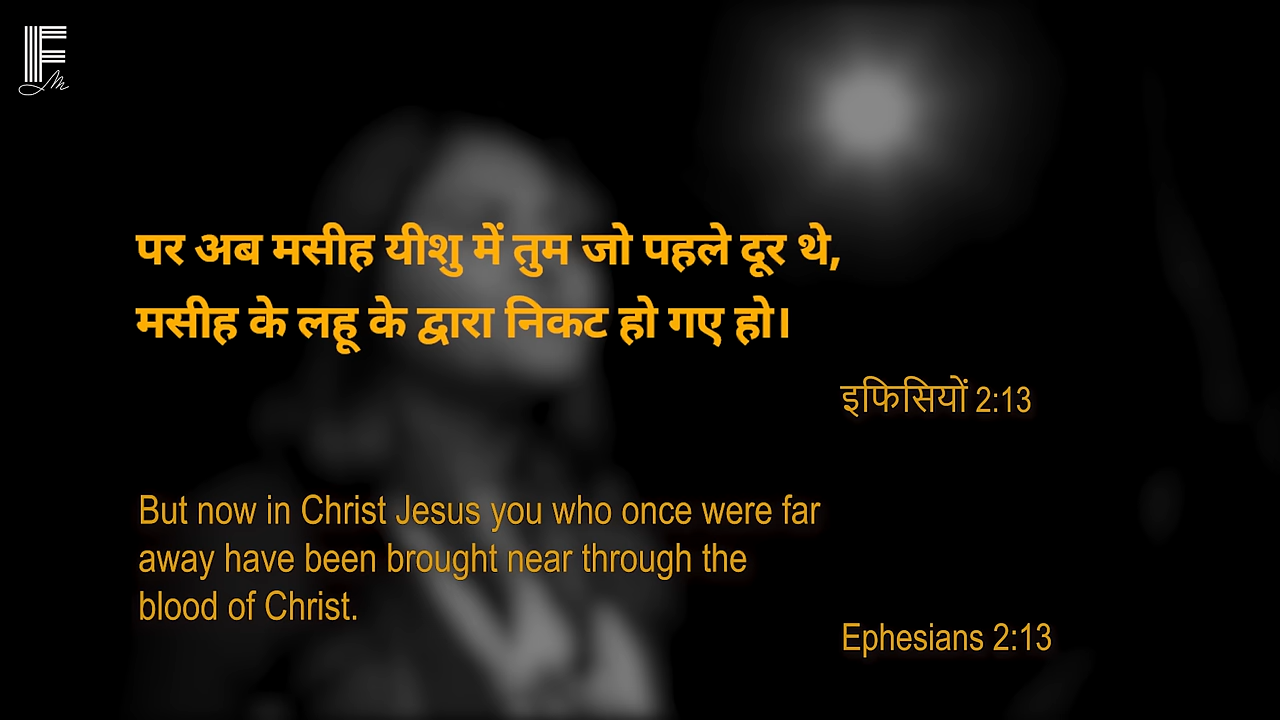 पर अब मसीह यीशु में तुम जो पहले दूर थे,
मसीह के लहू के द्वारा निकट हो गए हो।
इफिसियों 2:13
But now in Christ Jesus you who once were far
away have been brought near through the
blood of Christ.
Ephesians 2:13